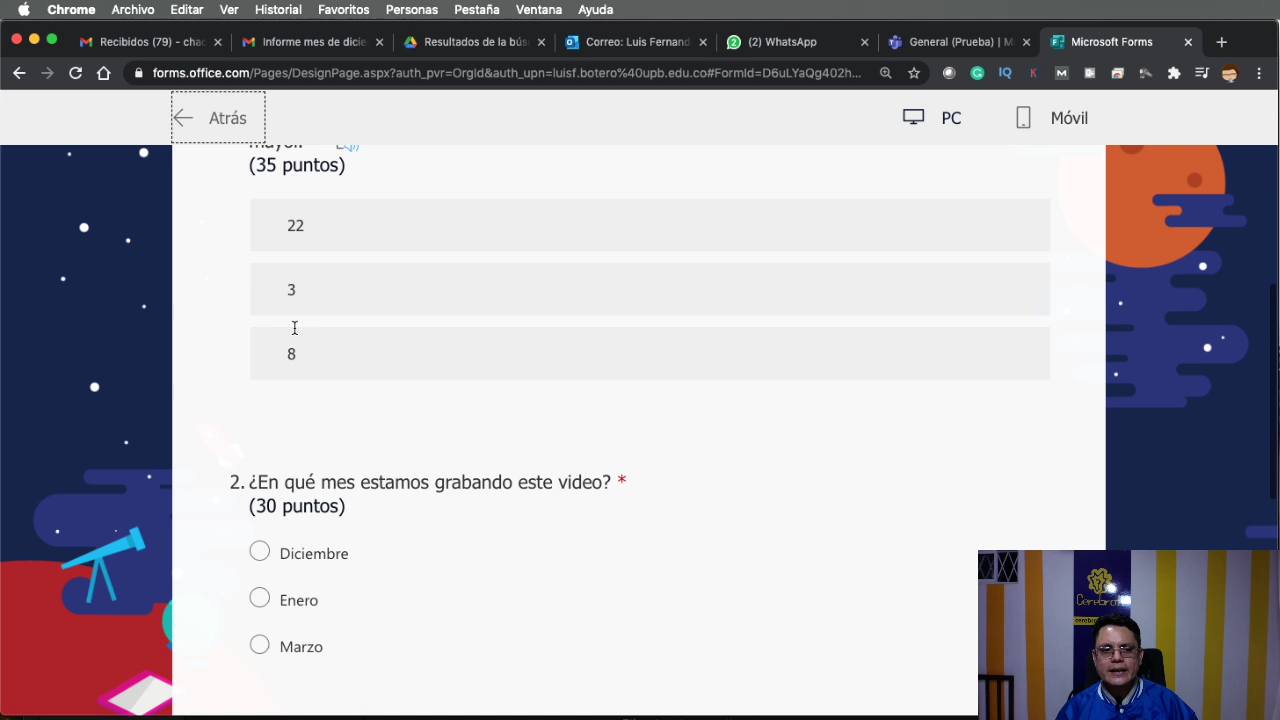 Chrome Archivo Editar Ver Historial Favoritos Personas Pestaña Ventana Ayuda
Recibidos (79) - chac
Informe mes de dicie
Resultados de la bús
Correo: Luis Fernand
(2) WhatsApp
General (Prueba) | M
Microsoft Forms
forms.office.com/Pages/DesignPage.aspx?auth_pvr=OrgId&auth_upn=luisf.botero%40upb.edu.co#FormId=D6uLYaQg402h...
Atrás
PC
Móvil
(35 puntos)
22
3
8
2. ¿En qué mes estamos grabando este video? *
(30 puntos)
Diciembre
Enero
Marzo